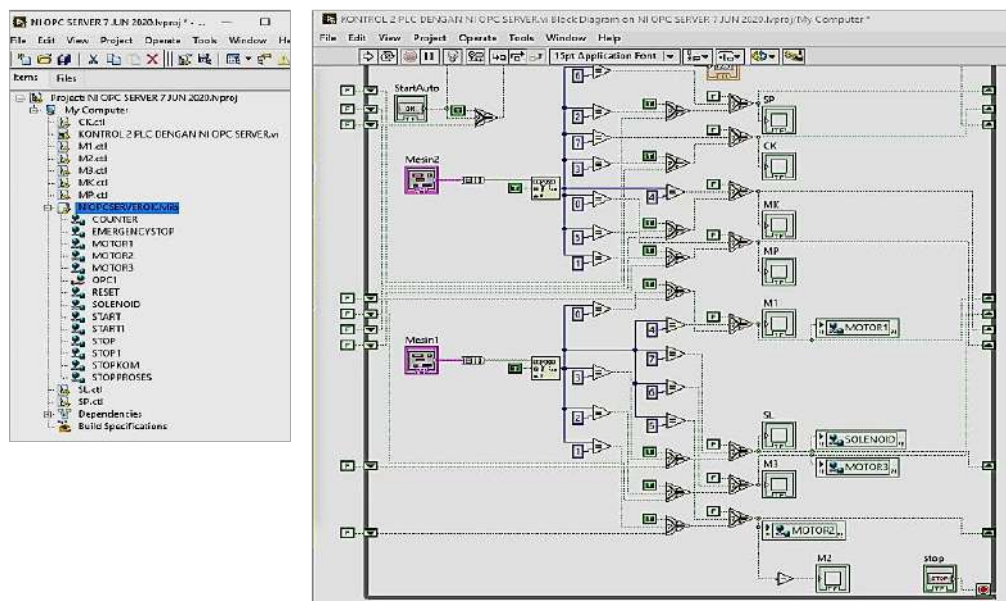 NI OPC SERVER 7 JUN 2020.lvproj * -
File Edit View Project Operate Tools Window
Items Files
Project: NI OPC SERVER 7 JUN 2020.lvproj
My Computer
CK.ctl
KONTROL 2 PLC DENGAN NI OPC SERVER.vi
M1.ctl
M2.ctl
M3.ctl
MK.ctl
MP.ctl
COUNTER
EMERGENCYSTOP
MOTOR1
MOTOR2
MOTOR3
OPC1
RESET
SOLENOID
START
START1
STOP
STOP1
STOPKOM
STOPPROSES
SL.ctl
SP.ctl
Dependencies
Build Specifications
KONTROL 2 PLC DENGAN NI OPC SERVER.vi Block Diagram on NI OPC SERVER 7 JUN 2020.lvproj/My Computer *
File Edit View Project Operate Tools Window Help
15pt Application Font
StartAuto
OK
SP
CK
Mesin2
MK
MP
M1
MOTOR1
Mesin1
SL
SOLENOID
MOTOR3
M3
MOTOR2
M2
Stop
STOP